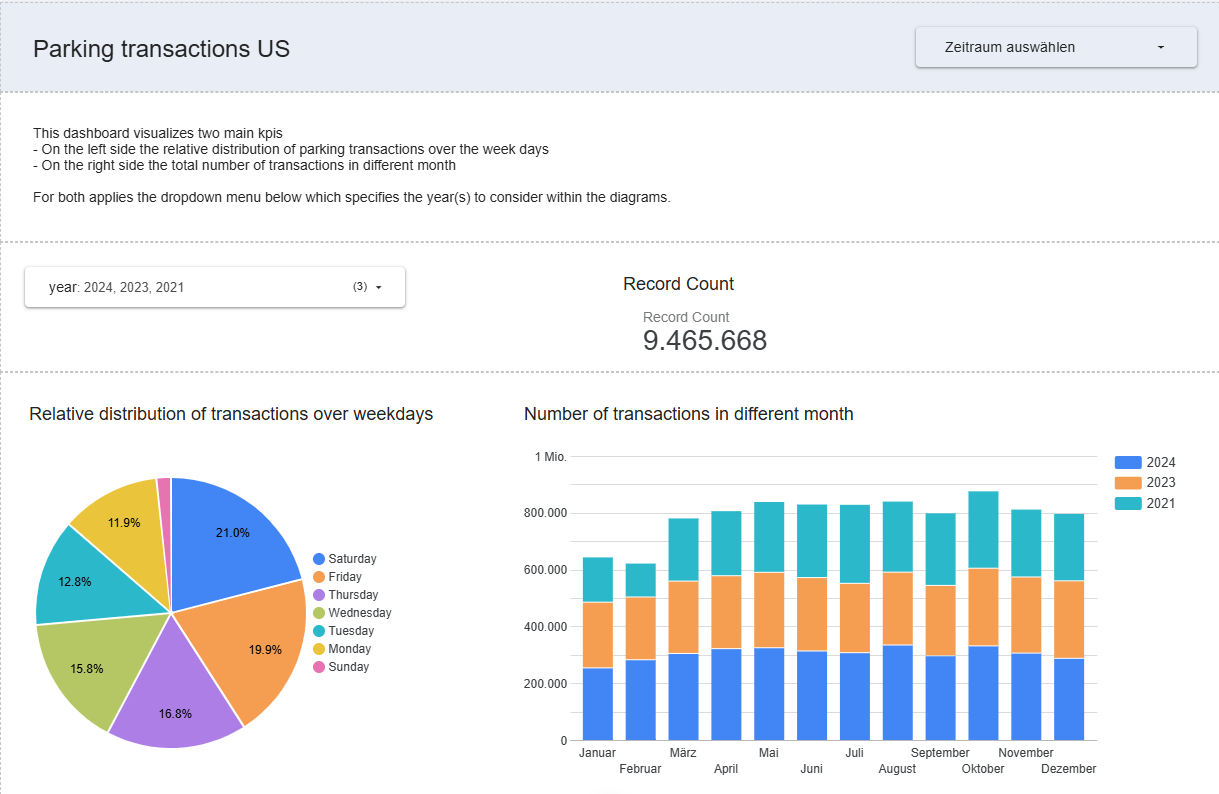 Parking transactions US
Zeitraum auswählen
This dashboard visualizes two main kpis
- On the left side the relative distribution of parking transactions over the week days
- On the right side the total number of transactions in different month
For both applies the dropdown menu below which specifies the year(s) to consider within the diagrams.
year: 2024, 2023, 2021 (3)
Record Count
Record Count
9.465.668
Relative distribution of transactions over weekdays
21.0%
19.9%
16.8%
15.8%
12.8%
11.9%
Saturday
Friday
Thursday
Wednesday
Tuesday
Monday
Sunday
Number of transactions in different month
1 Mio.
800.000
600.000
400.000
200.000
0
Januar
Februar
März
April
Mai
Juni
Juli
August
September
Oktober
November
Dezember
2024
2023
2021